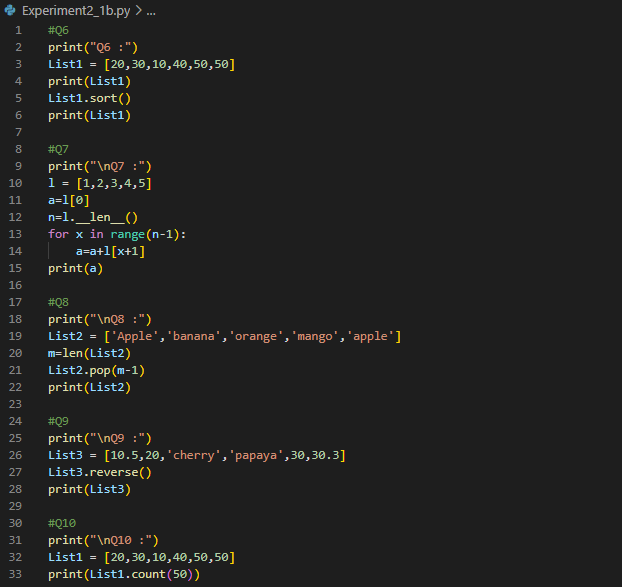 Experiment2_1b.py > ...
1 #Q6
2 print("Q6 :")
3 List1 = [20,30,10,40,50,50]
4 print(List1)
5 List1.sort()
6 print(List1)
7
8 #Q7
9 print("\nQ7 :")
10 l = [1,2,3,4,5]
11 a=l[0]
12 n=l.__len__()
13 for x in range(n-1):
14     a=a+l[x+1]
15 print(a)
16
17 #Q8
18 print("\nQ8 :")
19 List2 = ['Apple','banana','orange','mango','apple']
20 m=len(List2)
21 List2.pop(m-1)
22 print(List2)
23
24 #Q9
25 print("\nQ9 :")
26 List3 = [10.5,20,'cherry','papaya',30,30.3]
27 List3.reverse()
28 print(List3)
29
30 #Q10
31 print("\nQ10 :")
32 List1 = [20,30,10,40,50,50]
33 print(List1.count(50))